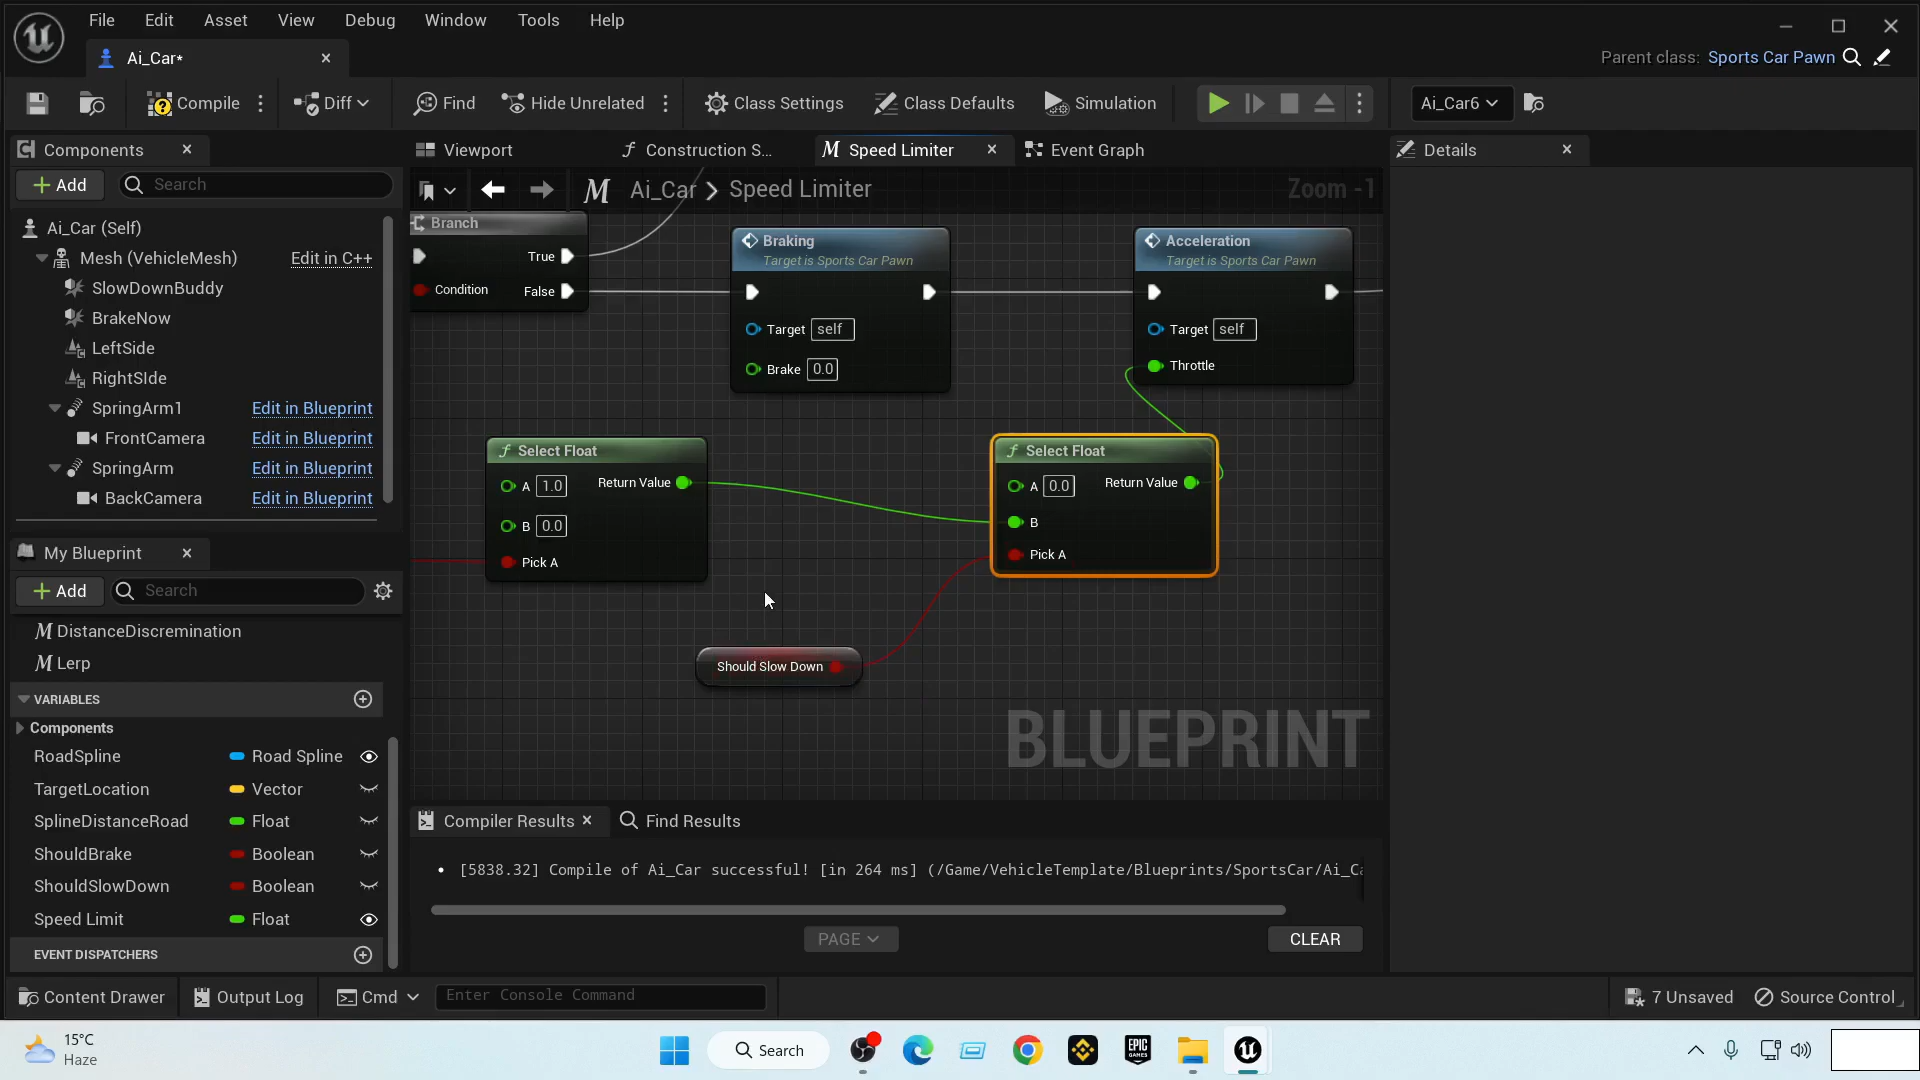 File Edit Asset View Debug Window Tools Help
Ai_Car*
Parent class: Sports Car Pawn
Compile Diff Find Hide Unrelated Class Settings Class Defaults Simulation Ai_Car6
Components
Add Search
Ai_Car (Self)
Mesh (VehicleMesh) Edit in C++
SlowDownBuddy
BrakeNow
LeftSide
RightSIde
SpringArm1 Edit in Blueprint
FrontCamera Edit in Blueprint
SpringArm Edit in Blueprint
BackCamera Edit in Blueprint
My Blueprint
Add Search
DistanceDiscrimination
Lerp
VARIABLES
Components
RoadSpline Road Spline
TargetLocation Vector
SplineDistanceRoad Float
ShouldBrake Boolean
ShouldSlowDown Boolean
Speed Limit Float
EVENT DISPATCHERS
Viewport Construction S... Speed Limiter Event Graph
Ai_Car > Speed Limiter Zoom -1
Branch
True
Condition False
Braking
Target is Sports Car Pawn
Target self
Brake 0.0
Acceleration
Target is Sports Car Pawn
Target self
Throttle
Select Float
A 1.0 Return Value
B 0.0
Pick A
Select Float
A 0.0 Return Value
B
Pick A
Should Slow Down
BLUEPRINT
Compiler Results Find Results
[5838.32] Compile of Ai_Car successful! [in 264 ms] (/Game/VehicleTemplate/Blueprints/SportsCar/Ai_Ca
PAGE CLEAR
Details
Content Drawer Output Log Cmd Enter Console Command 7 Unsaved Source Control
15°C
Haze
Search
EPIC
GAMES